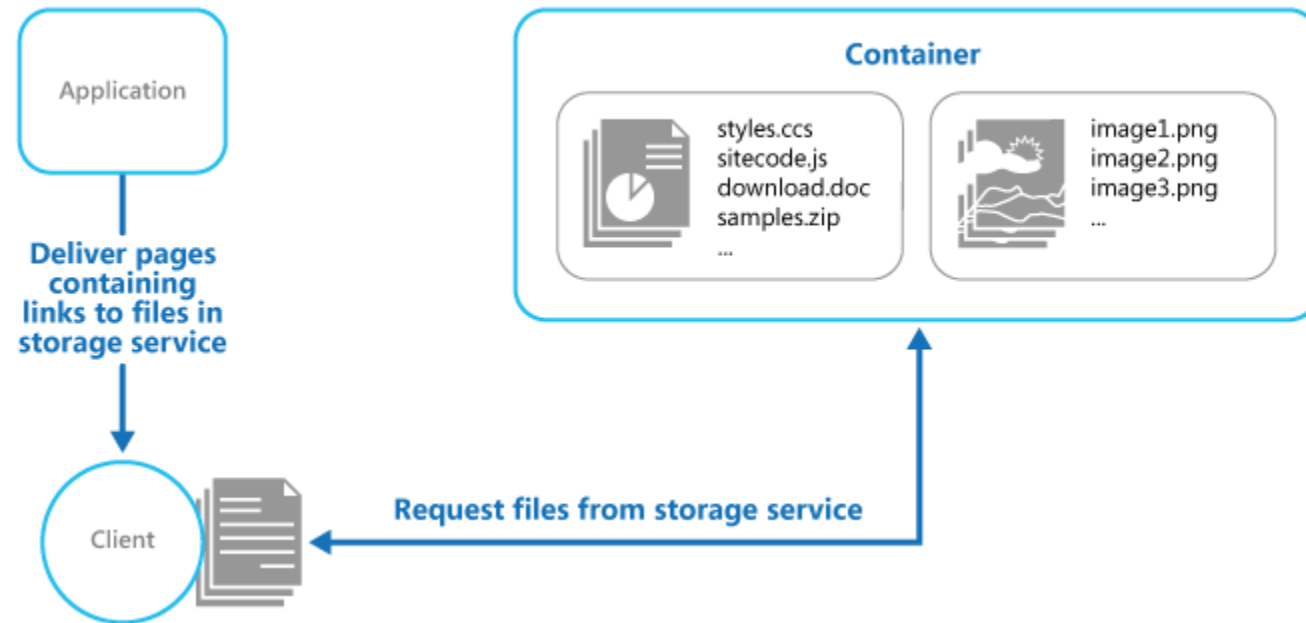 Application
Deliver pages
containing
links to files in
storage service
Client
Container
styles.ccs
sitecode.js
download.doc
samples.zip
...
image1.png
image2.png
image3.png
...
Request files from storage service